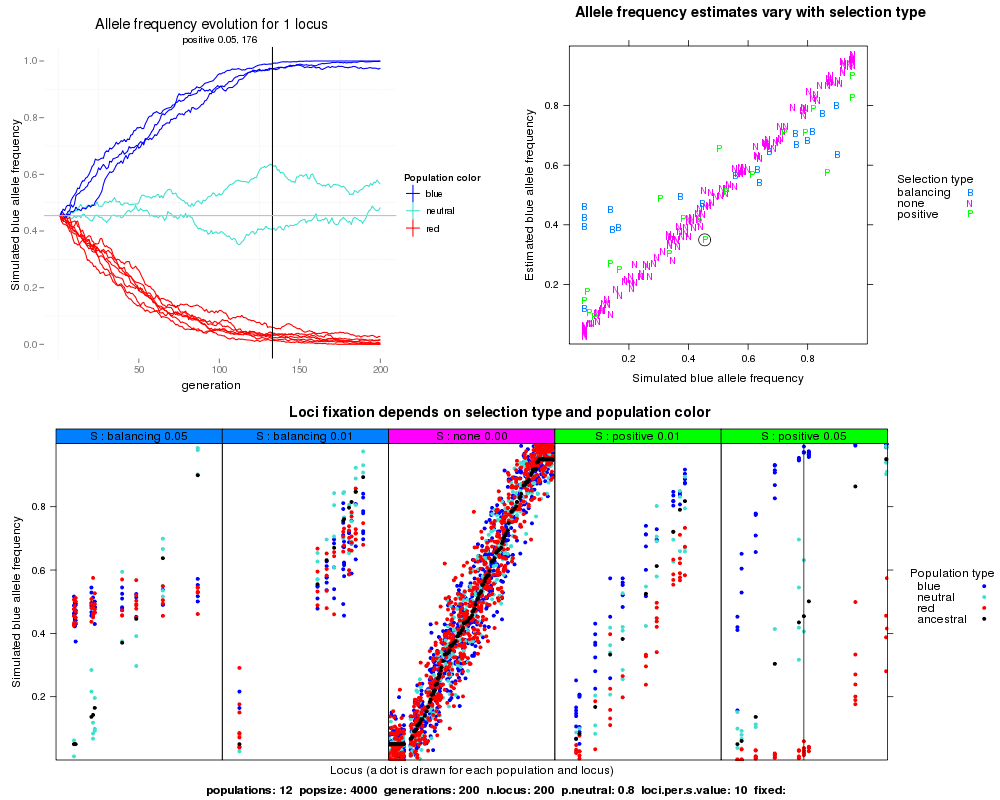 Allele frequency evolution for 1 locus
positive 0.05, 176
Simulated blue allele frequency
1.0
0.8
0.6
0.4
0.2
0.0
50
100
150
200
generation
Population color
blue
neutral
red
Allele frequency estimates vary with selection type
Estimated blue allele frequency
0.8
0.6
0.4
0.2
0.2
0.4
0.6
0.8
Simulated blue allele frequency
Selection type
balancing B
none N
positive P
Loci fixation depends on selection type and population color
S : balancing 0.05
S : balancing 0.01
S : none 0.00
S : positive 0.01
S : positive 0.05
Simulated blue allele frequency
0.8
0.6
0.4
0.2
Population type
blue
neutral
red
ancestral
Locus (a dot is drawn for each population and locus)
populations: 12 popsize: 4000 generations: 200 n.locus: 200 p.neutral: 0.8 loci.per.s.value: 10 fixed: